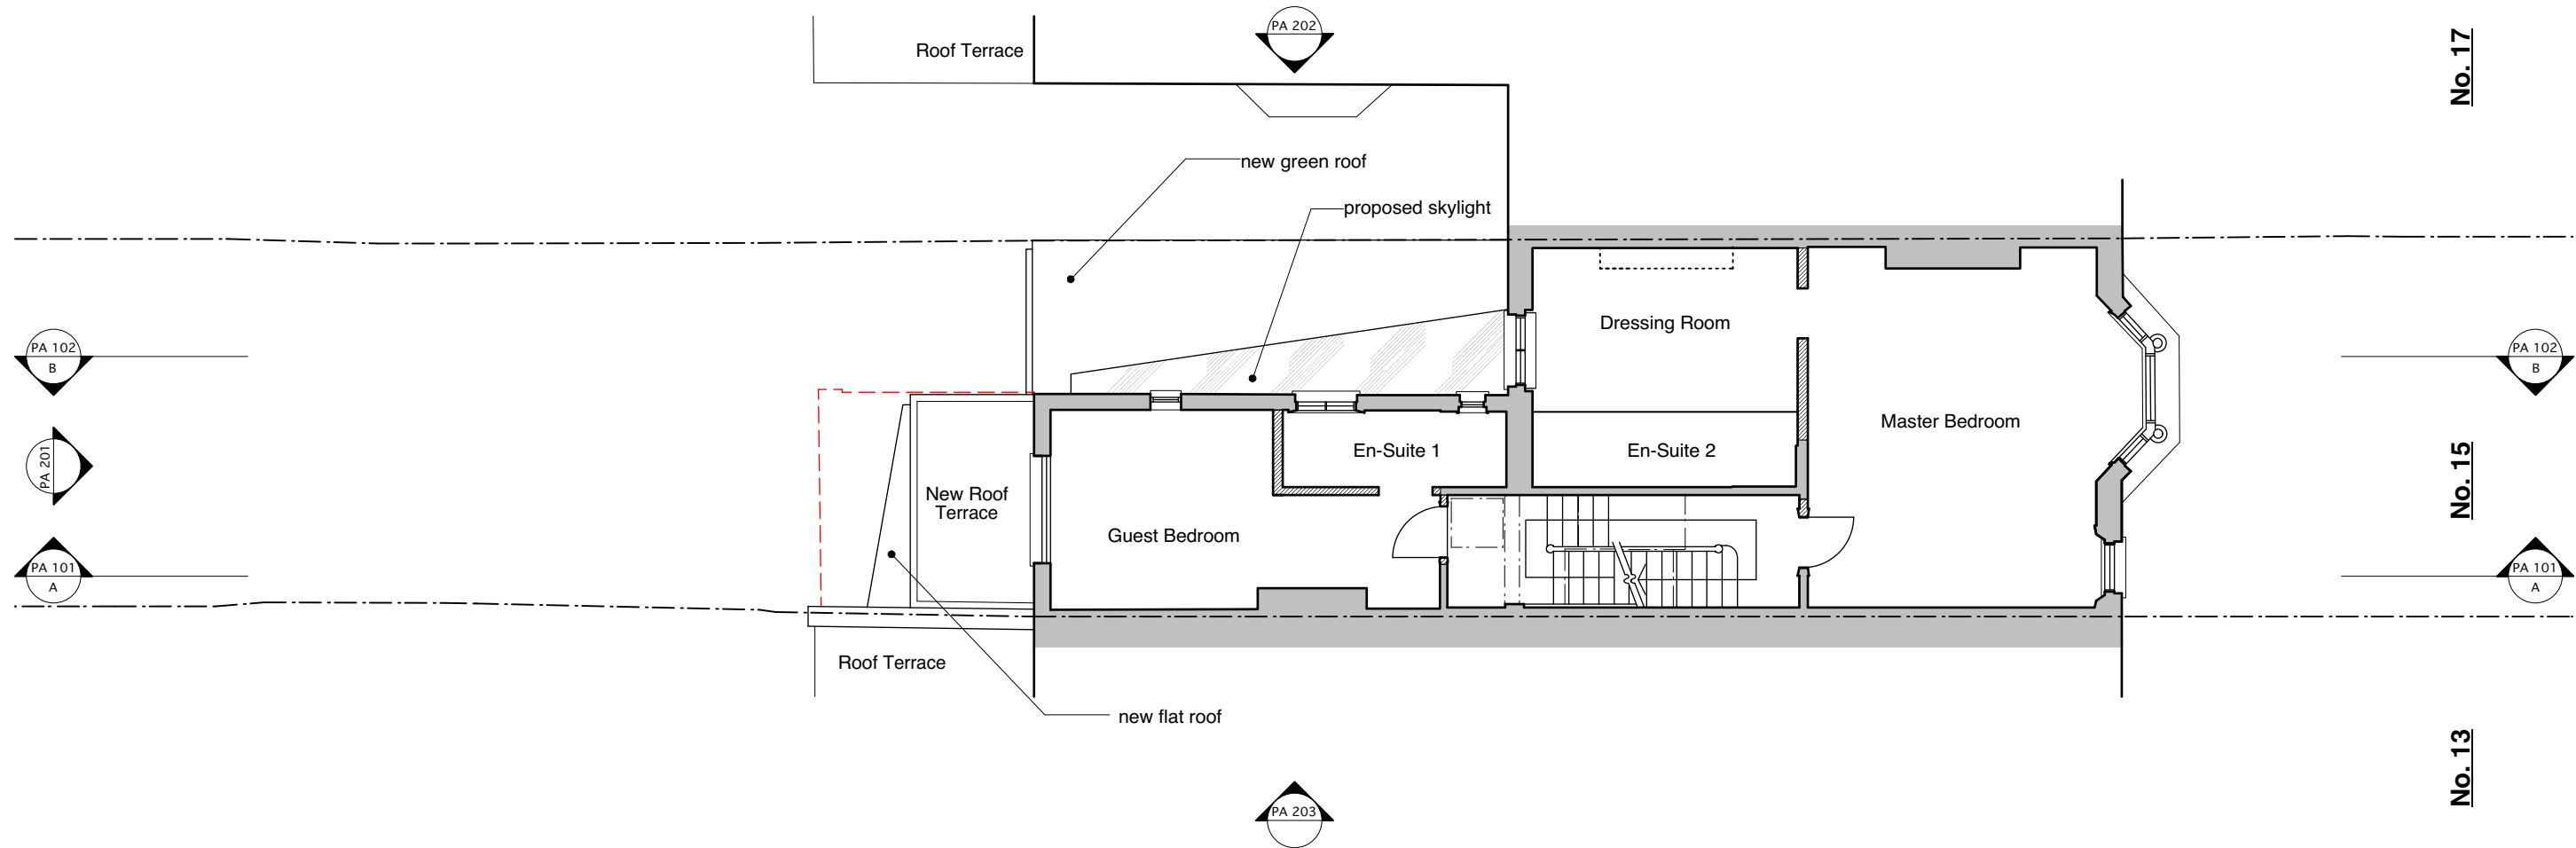 PA 202
Roof Terrace
No. 17
new green roof
proposed skylight
Dressing Room
PA 102
B
PA 102
B
Master Bedroom
En-Suite 1
En-Suite 2
PA 201
No. 15
New Roof
Terrace
Guest Bedroom
PA 101
A
PA 101
A
Roof Terrace
new flat roof
No. 13
PA 203